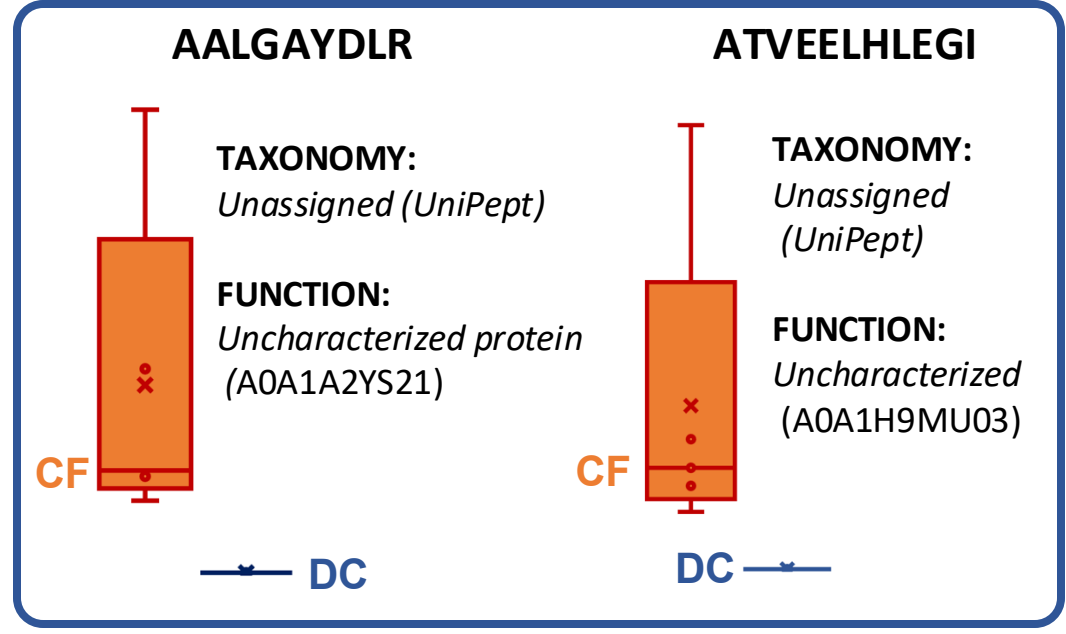 AALGAYDLR
TAXONOMY:
Unassigned (UniPept)
FUNCTION:
Uncharacterized protein
(A0A1A2YS21)
CF
DC
ATVEELHLEGI
TAXONOMY:
Unassigned
(UniPept)
FUNCTION:
Uncharacterized
(A0A1H9MU03)
CF
DC